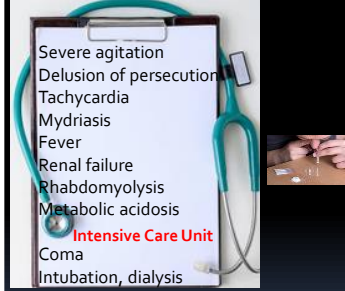 Severe agitation
Delusion of persecution
Tachycardia
Mydriasis
Fever
Renal failure
Rhabdomyolysis
Metabolic acidosis
Intensive Care Unit
Coma
Intubation, dialysis